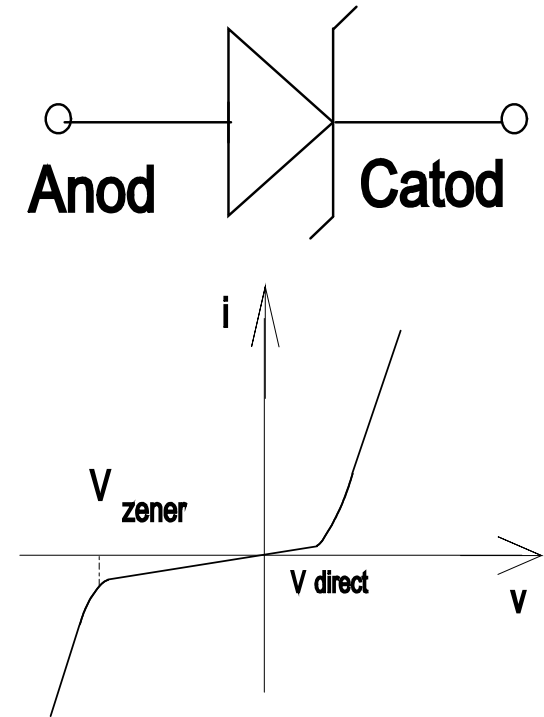 Anod
Catod
i
V zener
V direct
v